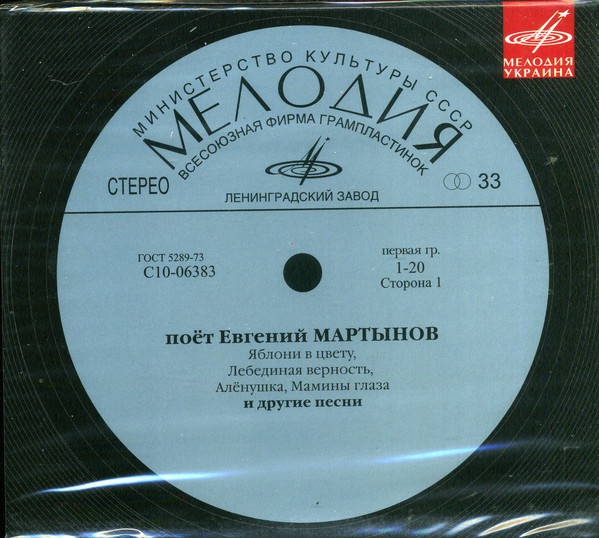 МИНИСТЕРСТВО КУЛЬТУРЫ СССР
МЕЛОДИЯ
ВСЕСОЮЗНАЯ ФИРМА ГРАМПЛАСТИНОК
МЕЛОДИЯ
УКРАИНА
СТЕРЕО
33
ЛЕНИНГРАДСКИЙ ЗАВОД
ГОСТ 5289-73
С10-06383
первая гр.
1-20
Сторона 1
поёт Евгений МАРТЫНОВ
Яблони в цвету,
Лебединая верность,
Алёнушка, Мамины глаза
и другие песни